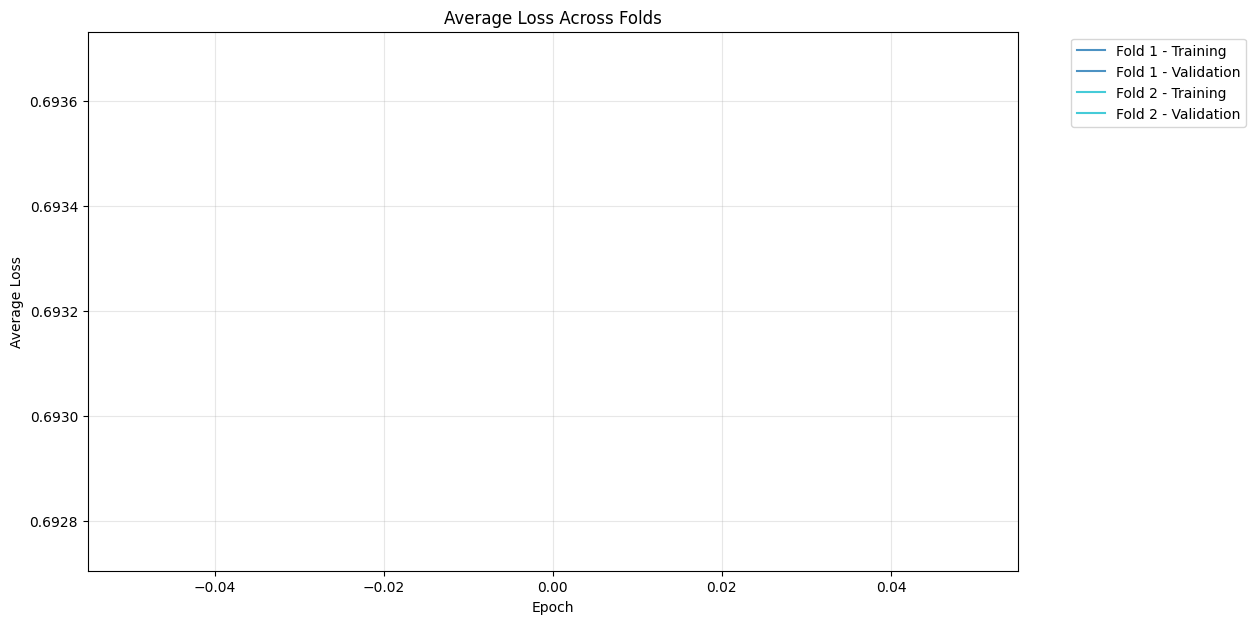 Average Loss Across Folds
Fold 1 - Training
Fold 1 - Validation
Fold 2 - Training
Fold 2 - Validation
Average Loss
0.6936
0.6934
0.6932
0.6930
0.6928
−0.04
−0.02
0.00
0.02
0.04
Epoch